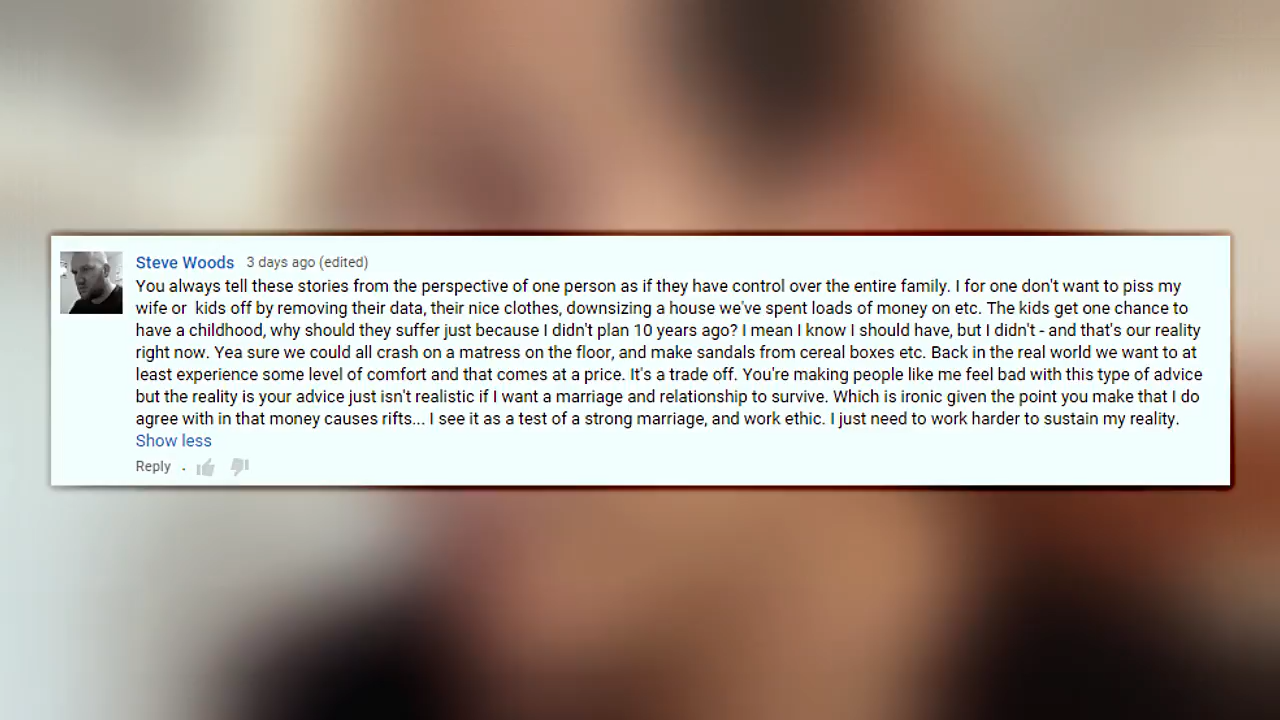 Steve Woods 3 days ago (edited)
You always tell these stories from the perspective of one person as if they have control over the entire family. I for one don't want to piss my
wife or  kids off by removing their data, their nice clothes, downsizing a house we've spent loads of money on etc. The kids get one chance to
have a childhood, why should they suffer just because I didn't plan 10 years ago? I mean I know I should have, but I didn't - and that's our reality
right now. Yea sure we could all crash on a matress on the floor, and make sandals from cereal boxes etc. Back in the real world we want to at
least experience some level of comfort and that comes at a price. It's a trade off. You're making people like me feel bad with this type of advice
but the reality is your advice just isn't realistic if I want a marriage and relationship to survive. Which is ironic given the point you make that I do
agree with in that money causes rifts... I see it as a test of a strong marriage, and work ethic. I just need to work harder to sustain my reality.
Show less
Reply .